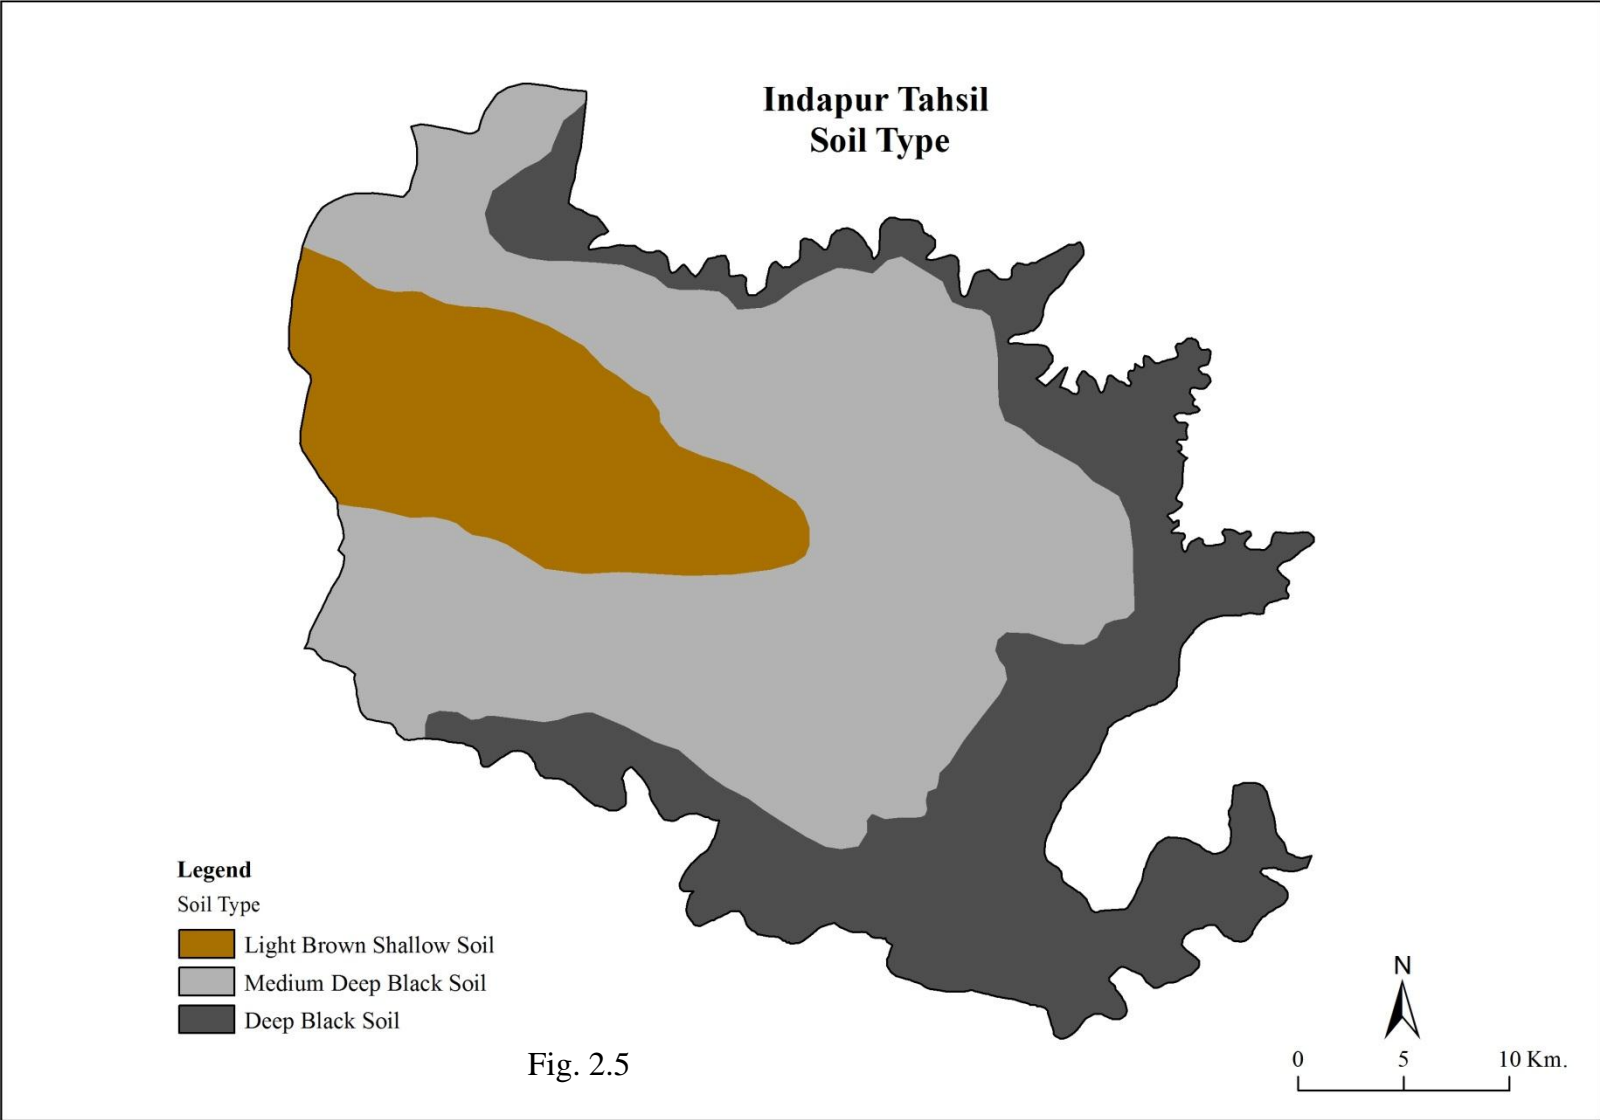 Indapur Tahsil
Soil Type
Legend
Soil Type
Light Brown Shallow Soil
Medium Deep Black Soil
Deep Black Soil
Fig. 2.5
N
0 5 10 Km.